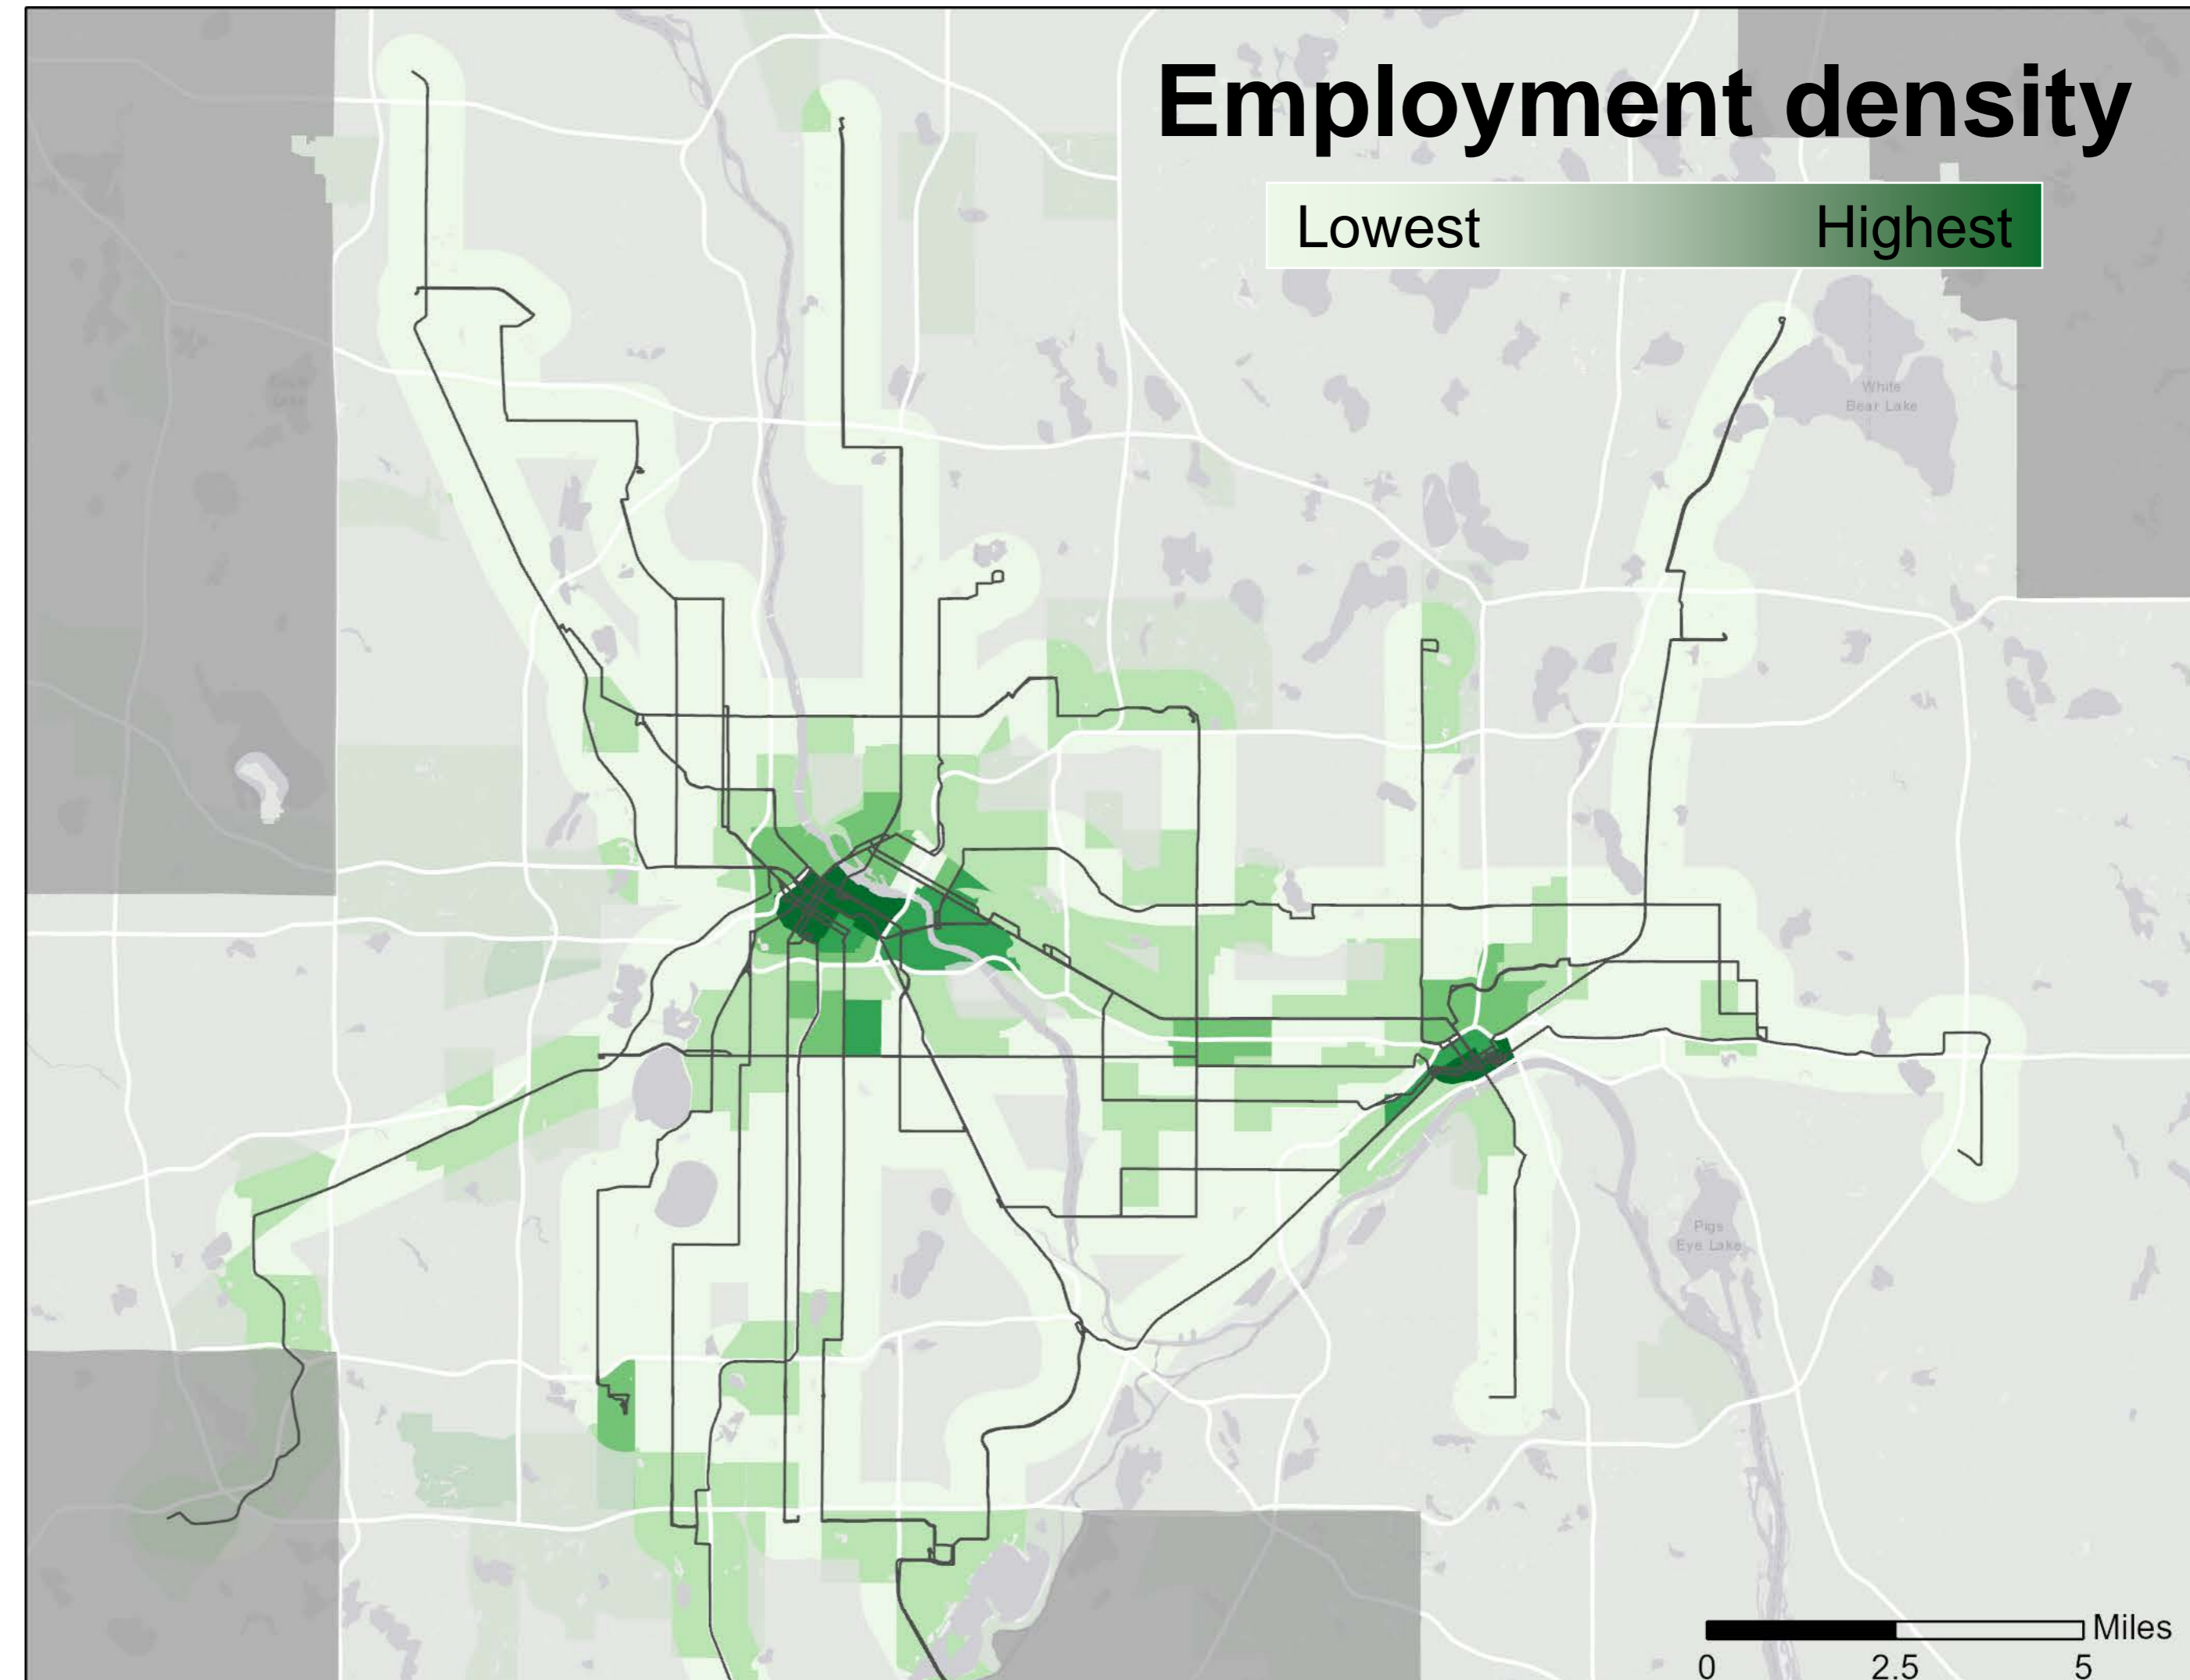 Employment density
Lowest Highest
White
Bear Lake
Pigs
Eye Lake
Miles
0 2.5 5